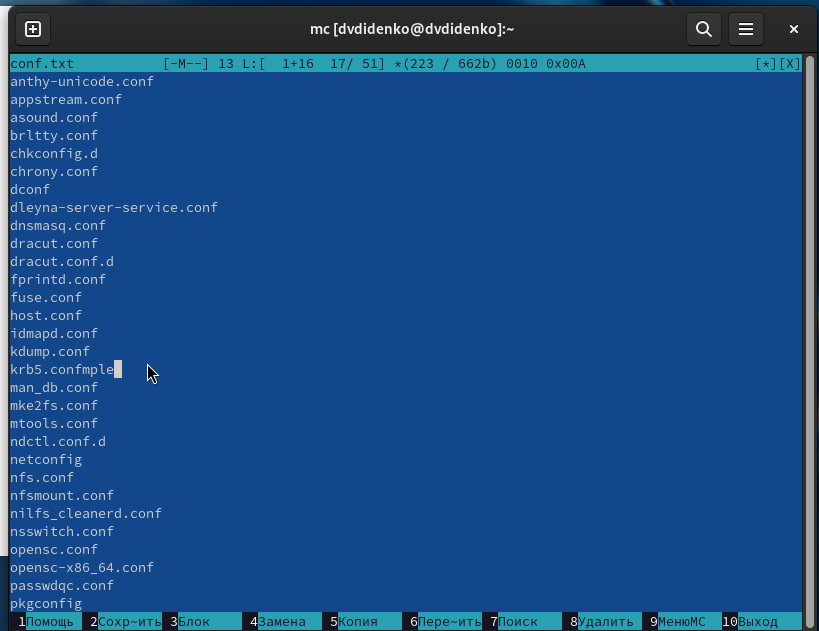 mc [dvdidenko@dvdidenko]:~
conf.txt [-M--] 13 L:[ 1+16 17/ 51] *(223 / 662b) 0010 0x00A [*][X]
anthy-unicode.conf
appstream.conf
asound.conf
brltty.conf
chkconfig.d
chrony.conf
dconf
dleyna-server-service.conf
dnsmasq.conf
dracut.conf
dracut.conf.d
fprintd.conf
fuse.conf
host.conf
idmapd.conf
kdump.conf
krb5.confmple
man_db.conf
mke2fs.conf
mtools.conf
ndctl.conf.d
netconfig
nfs.conf
nfsmount.conf
nilfs_cleanerd.conf
nsswitch.conf
opensc.conf
opensc-x86_64.conf
passwdqc.conf
pkgconfig
1Помощь 2Сохр~ить 3Блок 4Замена 5Копия 6Пере~ить 7Поиск 8Удалить 9МенюMC 10Выход